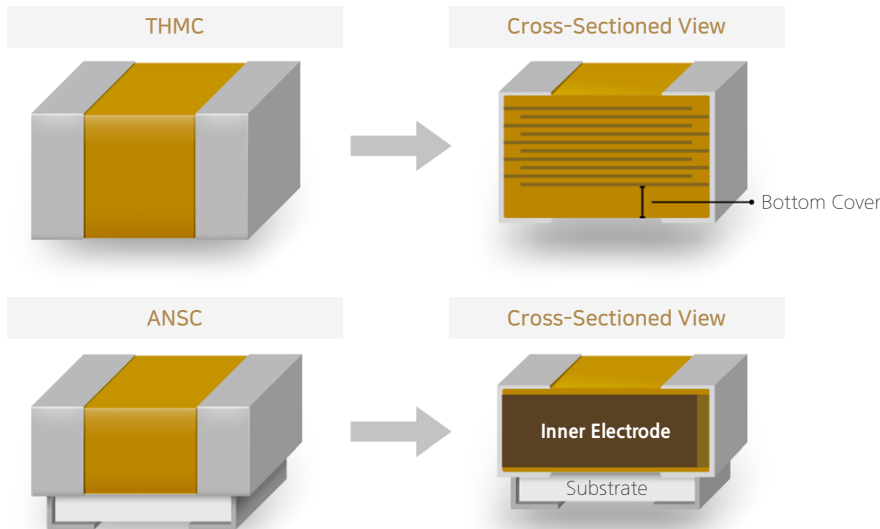 THMC
Cross-Sectioned View
Bottom Cover
ANSC
Cross-Sectioned View
Inner Electrode
Substrate